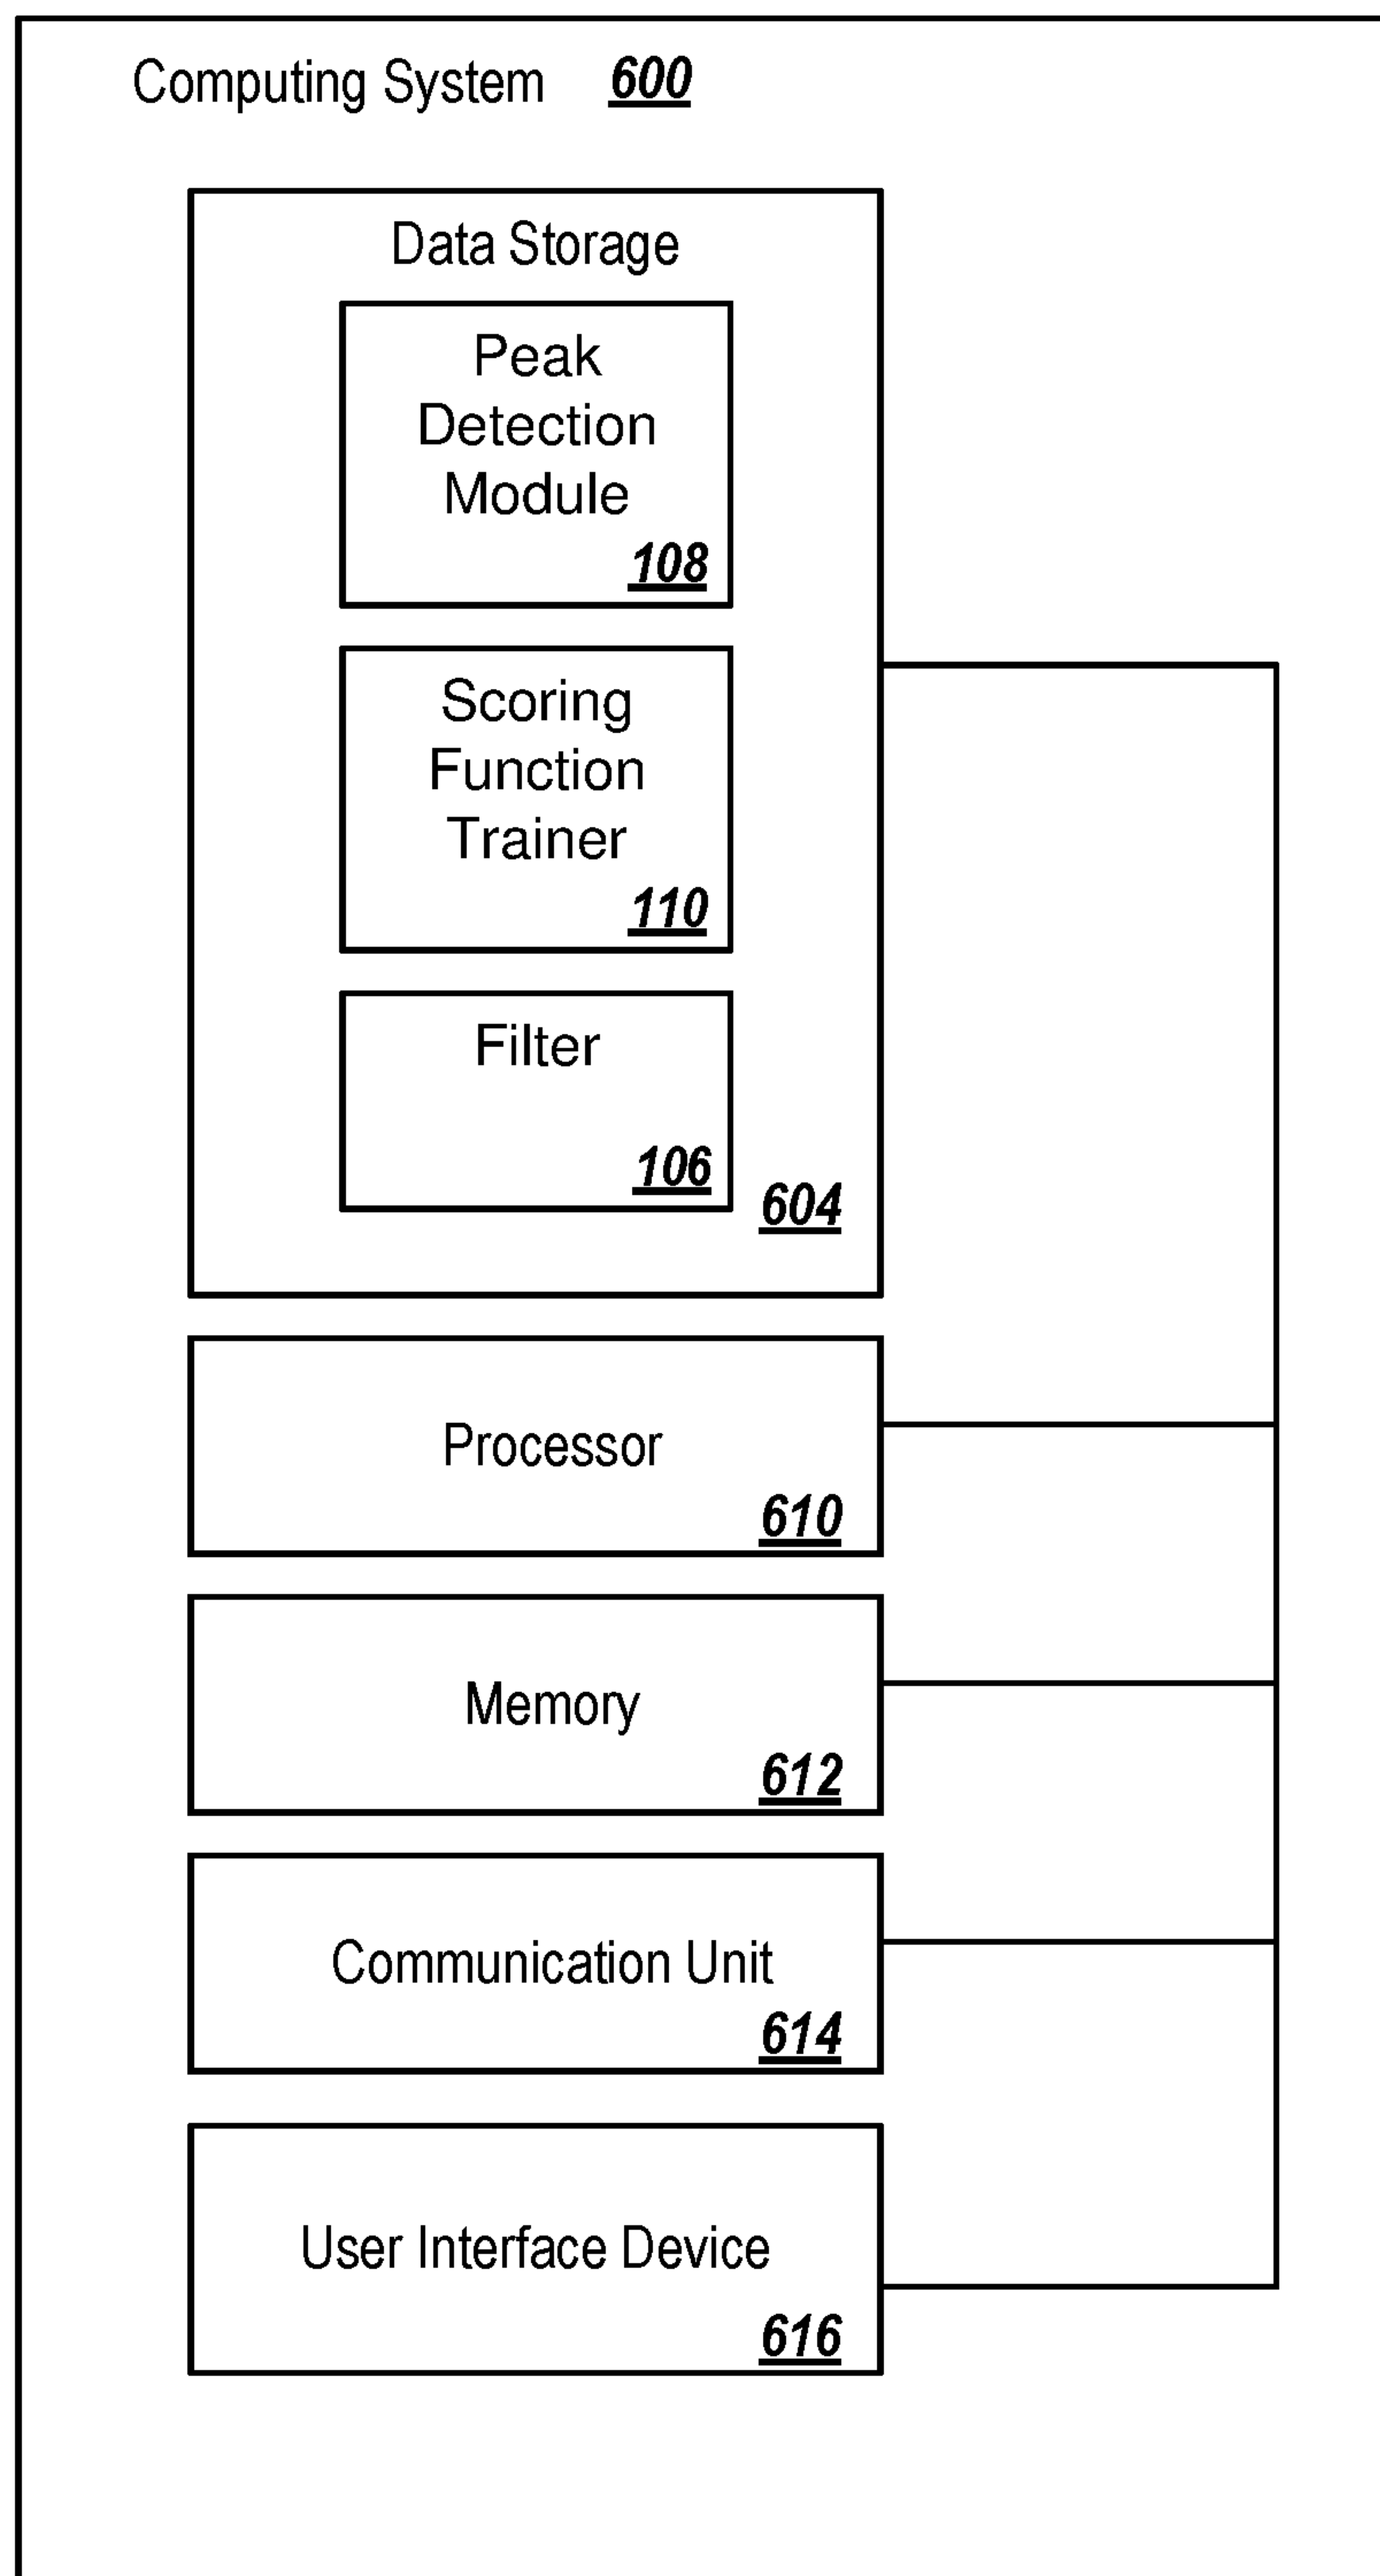 Computing System 600
Data Storage
Peak
Detection
Module
108
Scoring
Function
Trainer
110
Filter
106
604
Processor
610
Memory
612
Communication Unit
614
User Interface Device
616